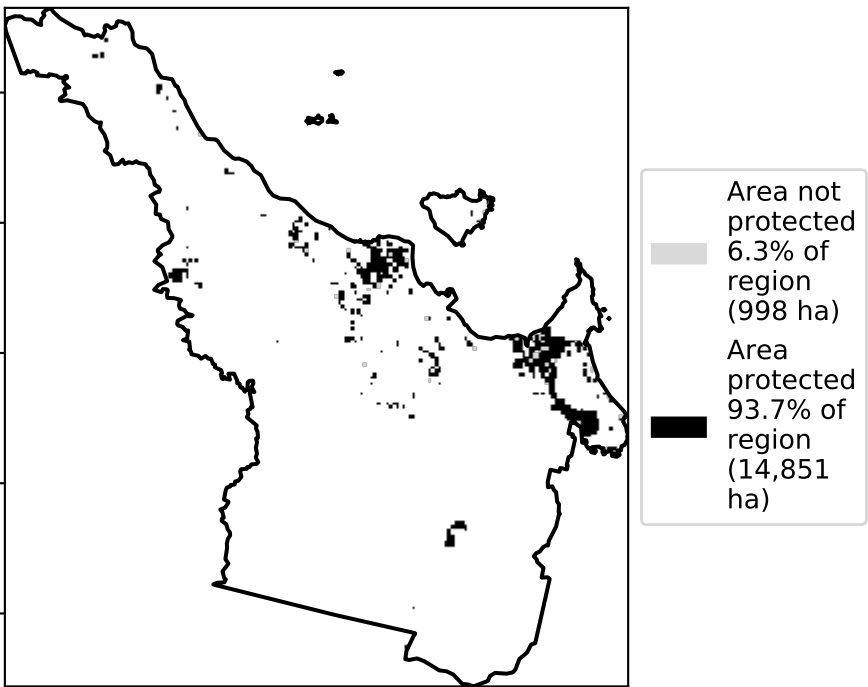 Area not
protected
6.3% of
region
(998 ha)
Area
protected
93.7% of
region
(14,851
ha)